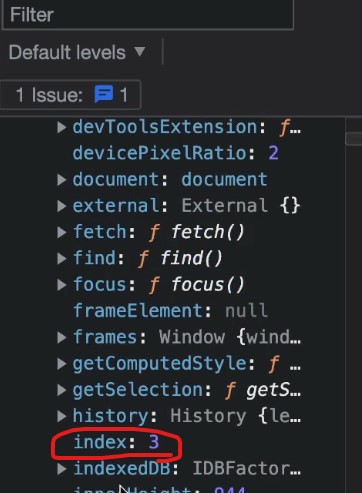 Filter
Default levels ▼
1 Issue: 1
▶ devToolsExtension: ƒ…
devicePixelRatio: 2
▶ document: document
▶ external: External {}
▶ fetch: ƒ fetch()
▶ find: ƒ find()
▶ focus: ƒ focus()
frameElement: null
▶ frames: Window {wind…
▶ getComputedStyle: ƒ …
▶ getSelection: ƒ getS…
▶ history: History {le…
index: 3
▶ indexedDB: IDBFactor…
innerHeight: 944